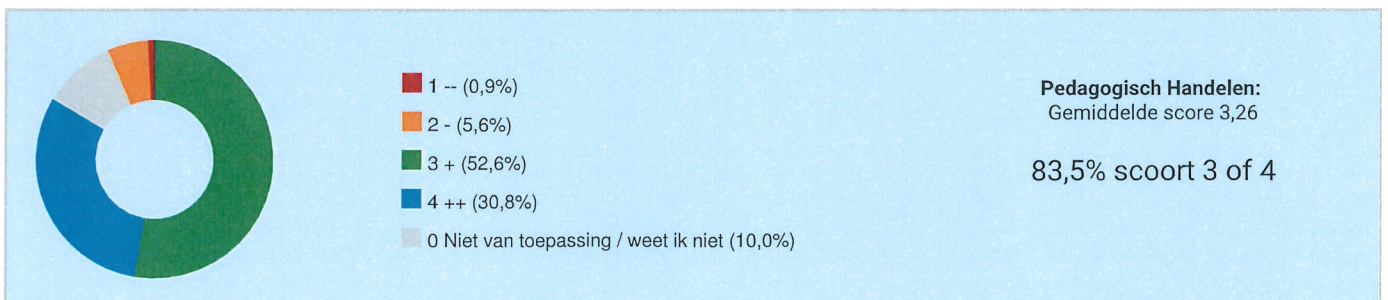 1 -- (0,9%)
2 - (5,6%)
3 + (52,6%)
4 ++ (30,8%)
0 Niet van toepassing / weet ik niet (10,0%)
Pedagogisch Handelen:
Gemiddelde score 3,26
83,5% scoort 3 of 4